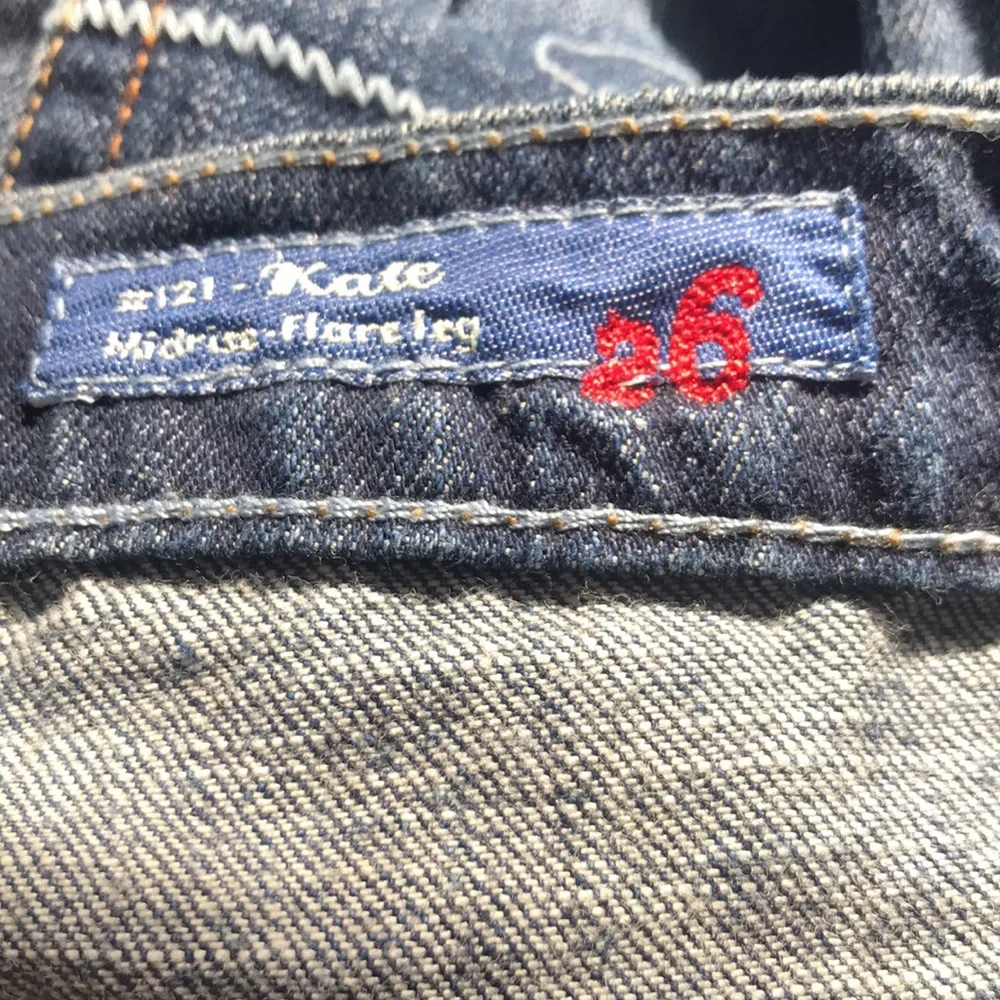 #121 - Kate
Midrise-Flare leg
26